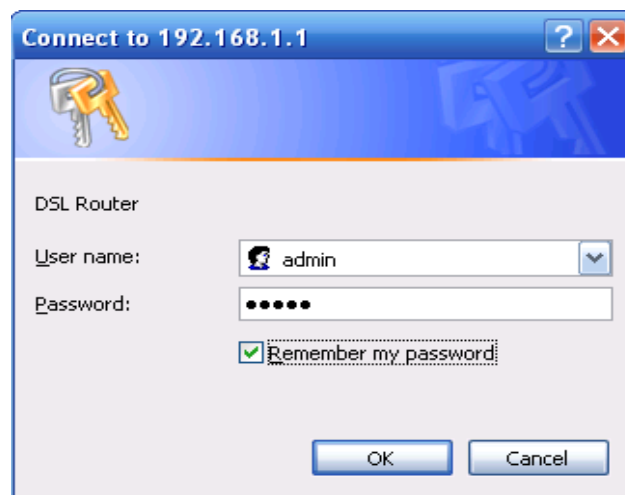 Connect to 192.168.1.1
DSL Router
User name: admin
Password: •••••
Remember my password
OK Cancel